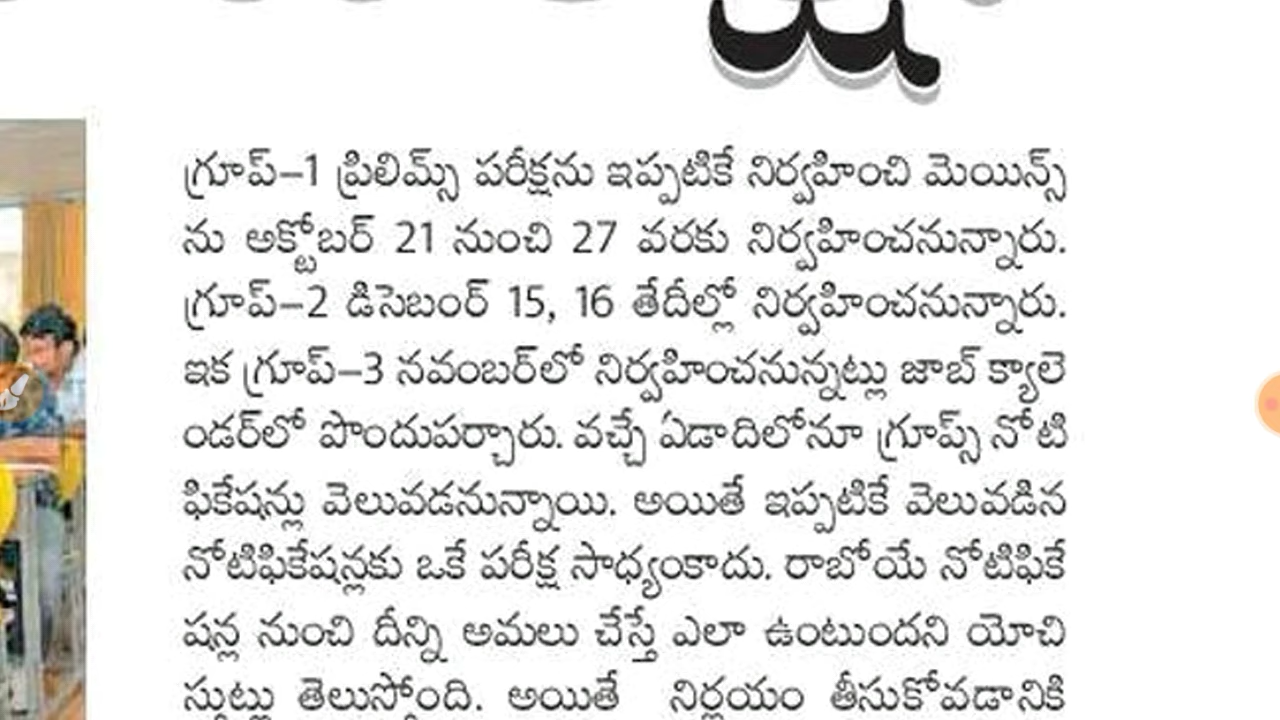 గ్రూప్–1 ప్రిలిమ్స్ పరీక్షను ఇప్పటికే నిర్వహించి మెయిన్స్
ను అక్టోబర్ 21 నుంచి 27 వరకు నిర్వహించనున్నారు.
గ్రూప్–2 డిసెబంర్ 15, 16 తేదీల్లో నిర్వహించనున్నారు.
ఇక గ్రూప్–3 నవంబర్‌లో నిర్వహించనున్నట్లు జాబ్ క్యాలె
ండర్‌లో పొందుపర్చారు. వచ్చే ఏడాదిలోనూ గ్రూప్స్ నోటి
ఫికేషన్లు వెలువడనున్నాయి. అయితే ఇప్పటికే వెలువడిన
నోటిఫికేషన్లకు ఒకే పరీక్ష సాధ్యంకాదు. రాబోయే నోటిఫికే
షన్ల నుంచి దీన్ని అమలు చేస్తే ఎలా ఉంటుందని యోచి
స్తుట్లు తెలుస్తోంది. అయితే నిర్ణయం తీసుకోవడానికి